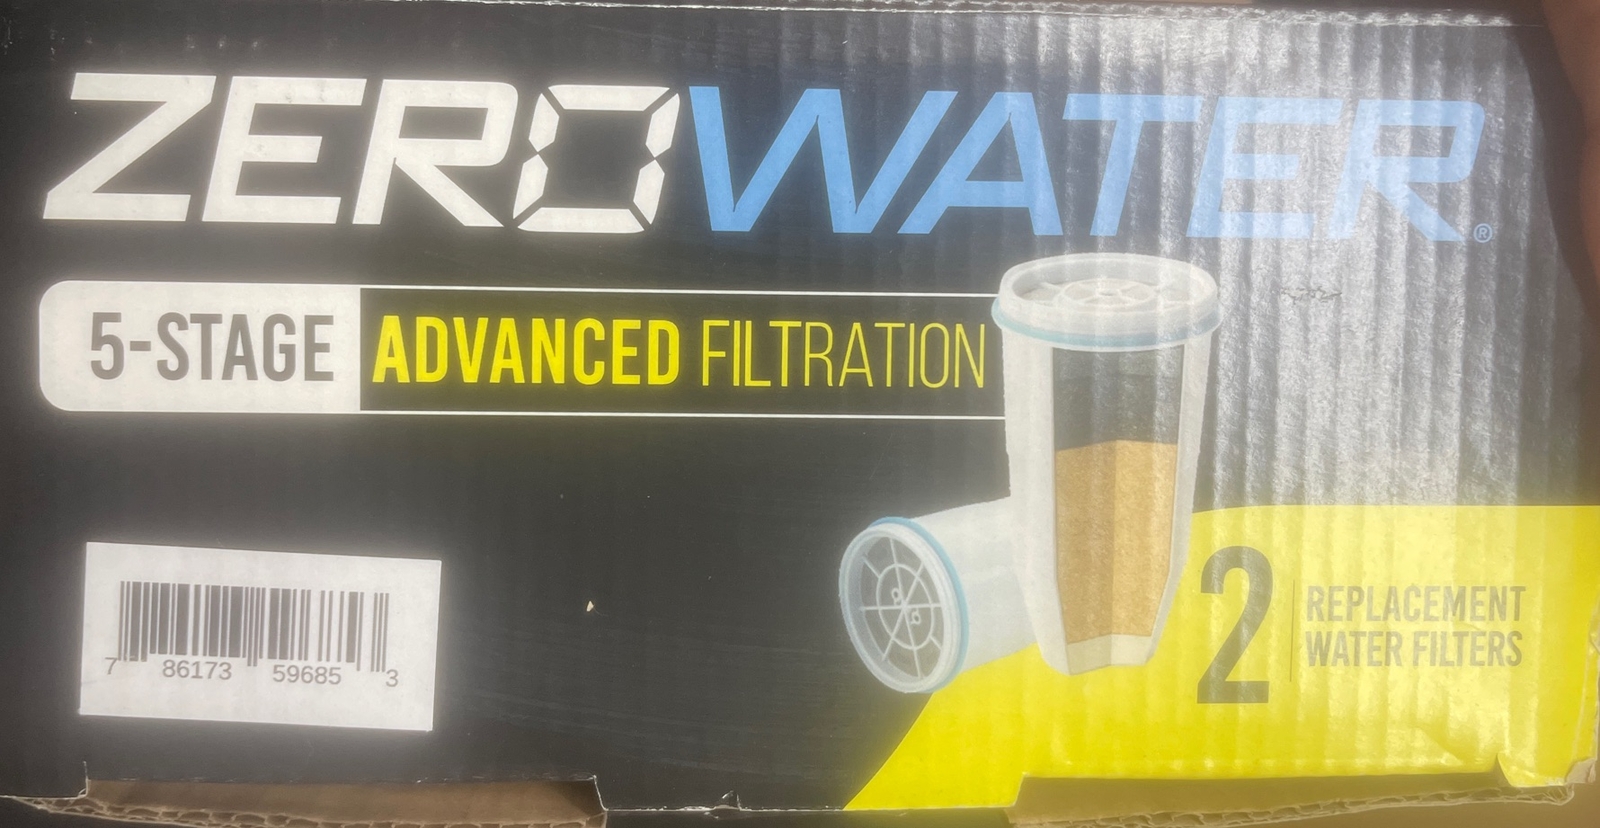 ZEROWATER®
5-STAGE ADVANCED FILTRATION
2 REPLACEMENT
WATER FILTERS
7 86173 59685 3